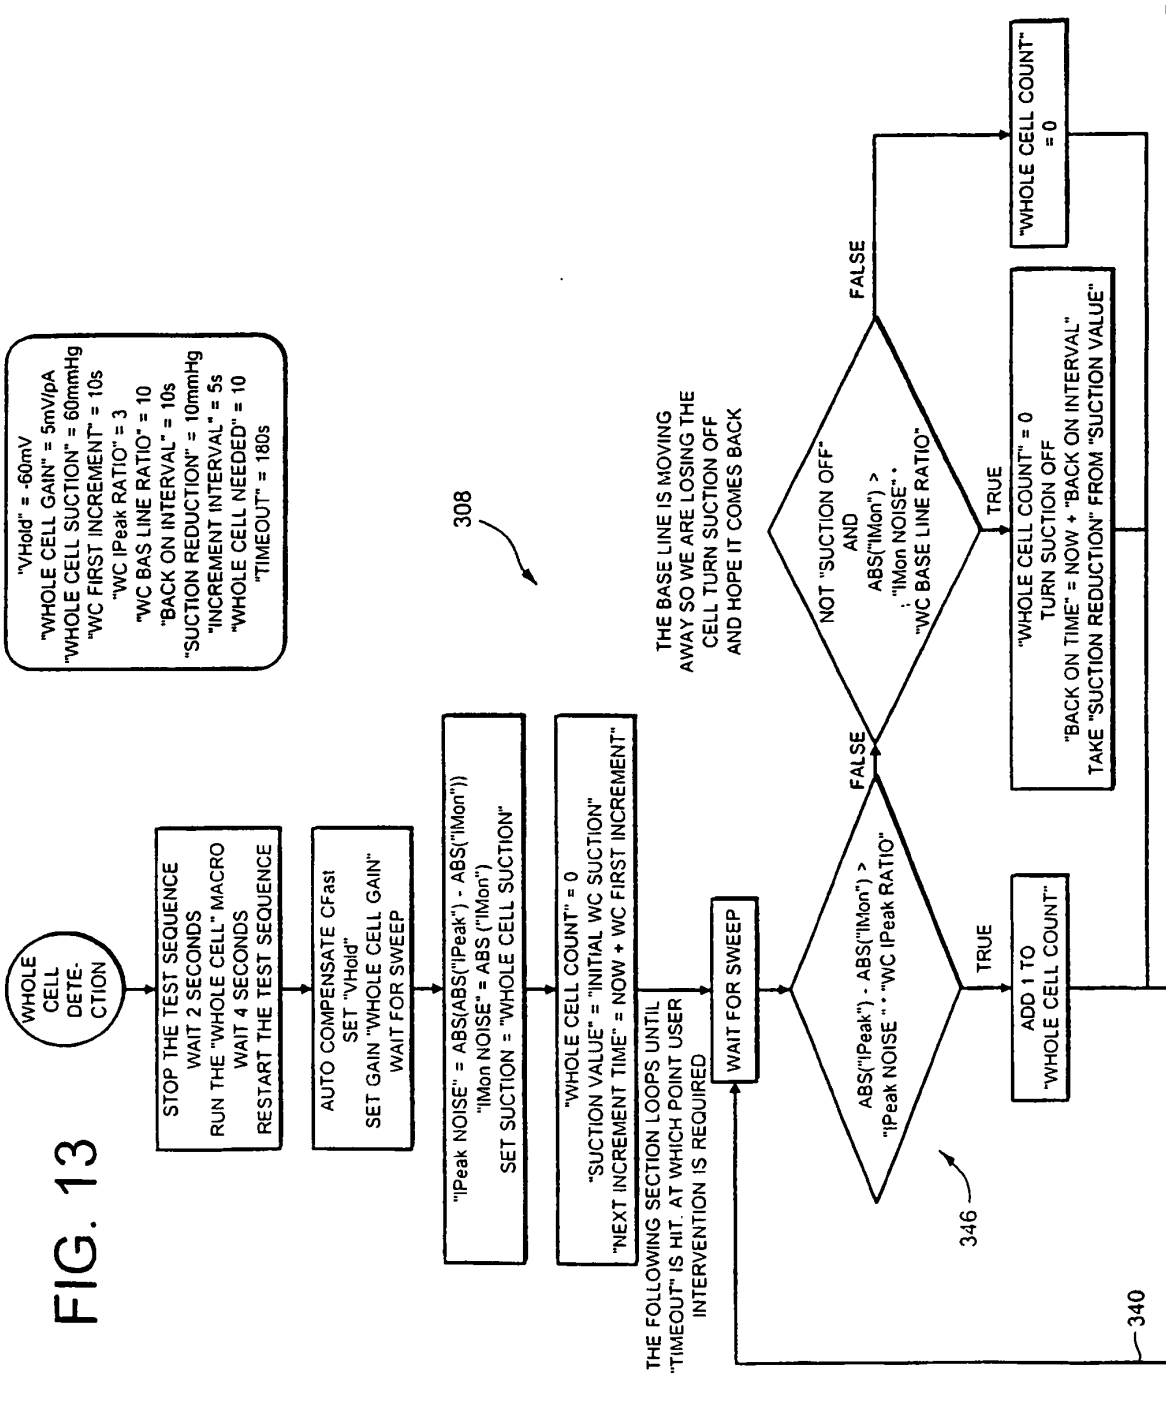 FIG. 13
WHOLE
CELL
DETE-
CTION
"VHold" = -60mV
"WHOLE CELL GAIN" = 5mV/pA
"WHOLE CELL SUCTION" = 60mmHg
"WC FIRST INCREMENT" = 10s
"WC IPeak RATIO" = 3
"WC BAS LINE RATIO" = 10
"BACK ON INTERVAL" = 10s
"SUCTION REDUCTION" = 10mmHg
"INCREMENT INTERVAL" = 5s
"WHOLE CELL NEEDED" = 10
"TIMEOUT" = 180s
STOP THE TEST SEQUENCE
WAIT 2 SECONDS
RUN THE "WHOLE CELL" MACRO
WAIT 4 SECONDS
RESTART THE TEST SEQUENCE
AUTO COMPENSATE CFast
SET "VHold"
SET GAIN "WHOLE CELL GAIN"
WAIT FOR SWEEP
"IPeak NOISE" = ABS(ABS("IPeak") - ABS("IMon"))
"IMon NOISE" = ABS ("IMon")
SET SUCTION = "WHOLE CELL SUCTION"
308
"WHOLE CELL COUNT" = 0
"SUCTION VALUE" = "INITIAL WC SUCTION"
"NEXT INCREMENT TIME" = NOW + WC FIRST INCREMENT"
THE FOLLOWING SECTION LOOPS UNTIL
"TIMEOUT" IS HIT. AT WHICH POINT USER
INTERVENTION IS REQUIRED
WAIT FOR SWEEP
THE BASE LINE IS MOVING
AWAY SO WE ARE LOSING THE
CELL TURN SUCTION OFF
AND HOPE IT COMES BACK
ABS("IPeak") - ABS("IMon") >
"IPeak NOISE" * "WC IPeak RATIO"
FALSE
NOT "SUCTION OFF"
AND
ABS("IMon") >
"IMon NOISE" *
"WC BASE LINE RATIO"
FALSE
346
TRUE
TRUE
ADD 1 TO
"WHOLE CELL COUNT"
"WHOLE CELL COUNT" = 0
TURN SUCTION OFF
"BACK ON TIME" = NOW + "BACK ON INTERVAL"
TAKE "SUCTION REDUCTION" FROM "SUCTION VALUE"
"WHOLE CELL COUNT"
= 0
340